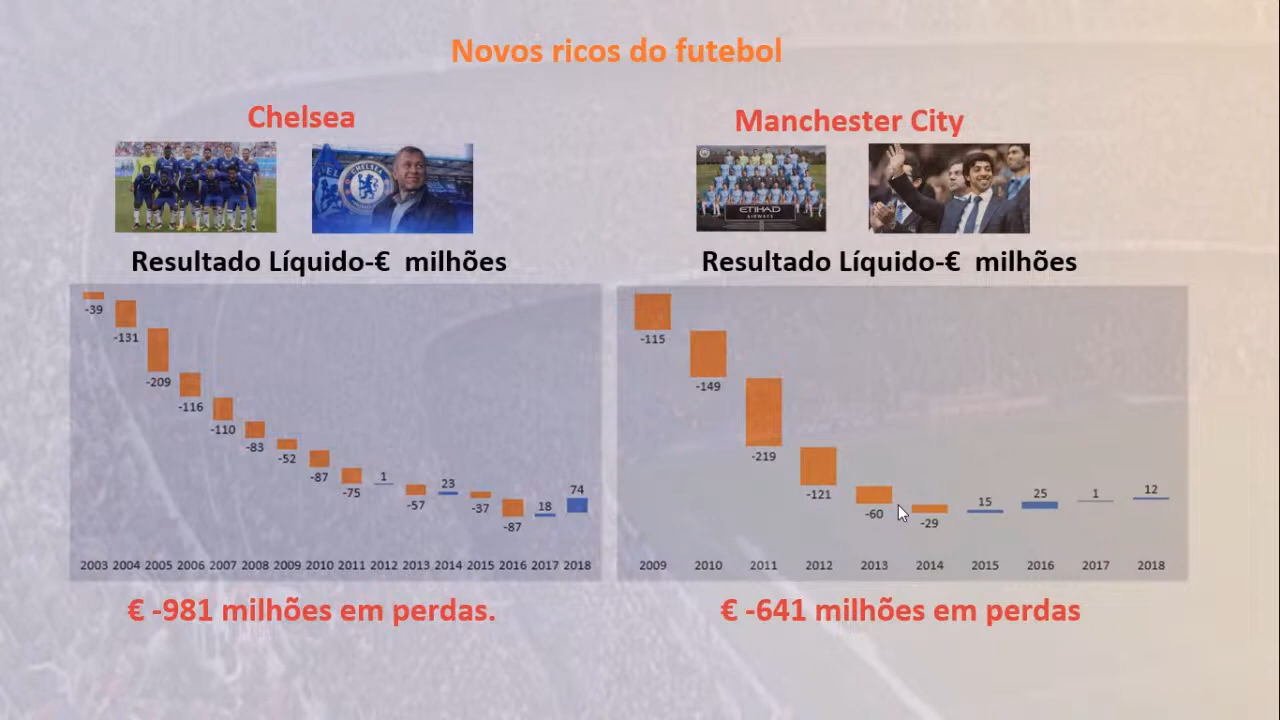 Novos ricos do futebol
Chelsea
Manchester City
CHELSEA
ETIHAD
AIRWAYS
Resultado Líquido-€ milhões
Resultado Líquido-€ milhões
-39
-131
-209
-116
-110
-83
-52
-87
-75
1
-57
23
-37
-87
18
74
2003 2004 2005 2006 2007 2008 2009 2010 2011 2012 2013 2014 2015 2016 2017 2018
-115
-149
-219
-121
-60
-29
15
25
1
12
2009 2010 2011 2012 2013 2014 2015 2016 2017 2018
€ -981 milhões em perdas.
€ -641 milhões em perdas